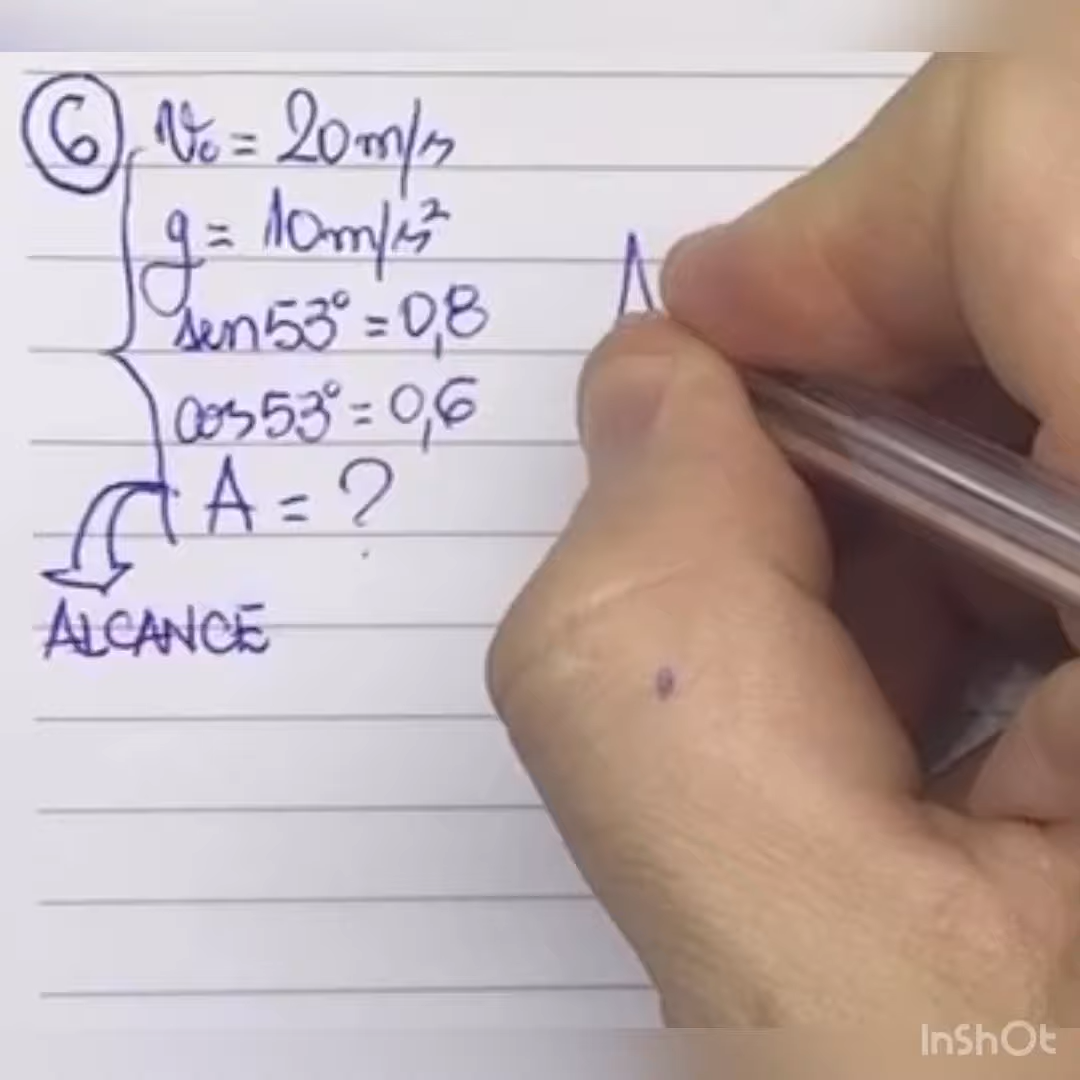 6 v₀ = 20m/s
g = 10m/s²
sen53° = 0,8
cos53° = 0,6
A = ?
ALCANCE
A
InShOt